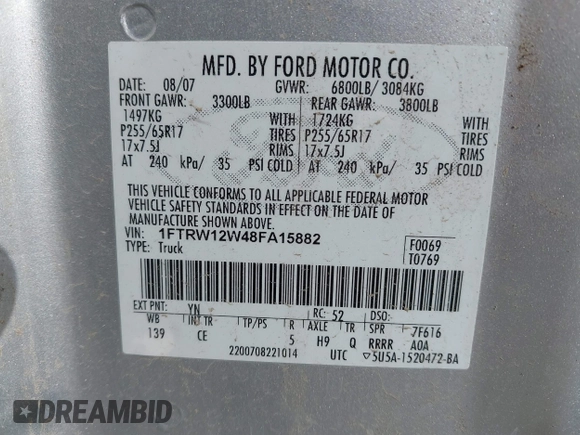 MFD. BY FORD MOTOR CO.
DATE: 08/07 GVWR: 6800LB/ 3084KG
FRONT GAWR: 3300LB REAR GAWR: 3800LB
1497KG WITH 1724KG WITH
P255/65R17 TIRES P255/65R17 TIRES
17x7.5J RIMS 17x7.5J RIMS
AT 240 kPa/ 35 PSI COLD AT 240 kPa/ 35 PSI COLD
THIS VEHICLE CONFORMS TO ALL APPLICABLE FEDERAL MOTOR
VEHICLE SAFETY STANDARDS IN EFFECT ON THE DATE OF
MANUFACTURE SHOWN ABOVE.
VIN: 1FTRW12W48FA15882
TYPE: Truck
F0069
T0769
EXT PNT: YN RC: 52 DSO:
WB INT TR TP/PS R AXLE TR SPR 7F616
139 CE 5 H9 Q RRRR A0A
2200708221014 UTC ▽5U5A-1520472-BA
DREAMBID